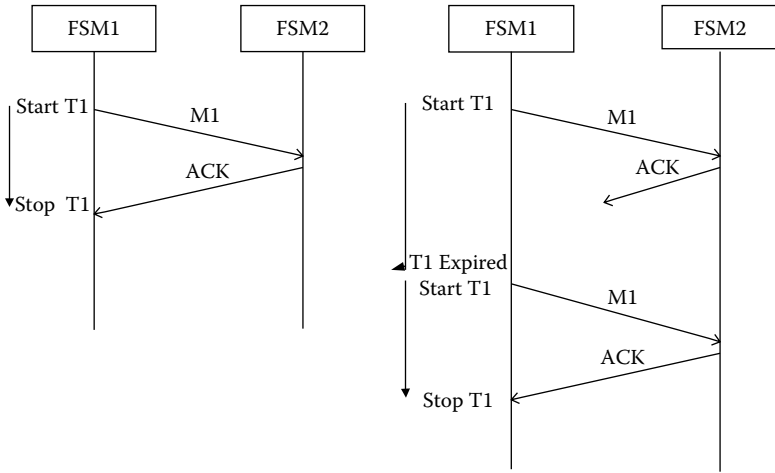 FSM1
FSM2
Start T1
M1
ACK
Stop T1
FSM1
FSM2
Start T1
M1
ACK
T1 Expired
Start T1
M1
ACK
Stop T1